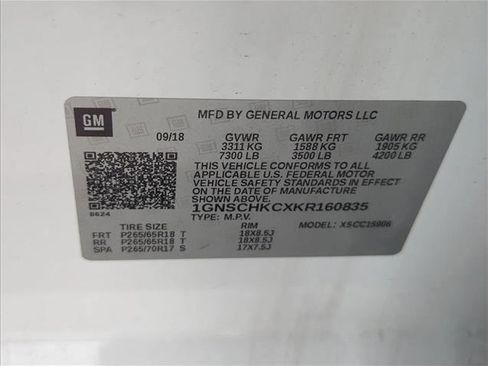 GM
MFD BY GENERAL MOTORS LLC
09/18 GVWR GAWR FRT GAWR RR
3311 KG 1588 KG 1905 KG
7300 LB 3500 LB 4200 LB
THIS VEHICLE CONFORMS TO ALL
APPLICABLE U.S. FEDERAL MOTOR
VEHICLE SAFETY STANDARDS IN EFFECT
ON THE DATE OF MANUFACTURE
SHOWN ABOVE.
1GNSCHKCXKR160835
8624
TYPE: M.P.V. MODEL:
TIRE SIZE RIM
FRT P265/65R18 T 18X8.5J
RR P265/65R18 T 18X8.5J
SPA P265/70R17 S 17X7.5J